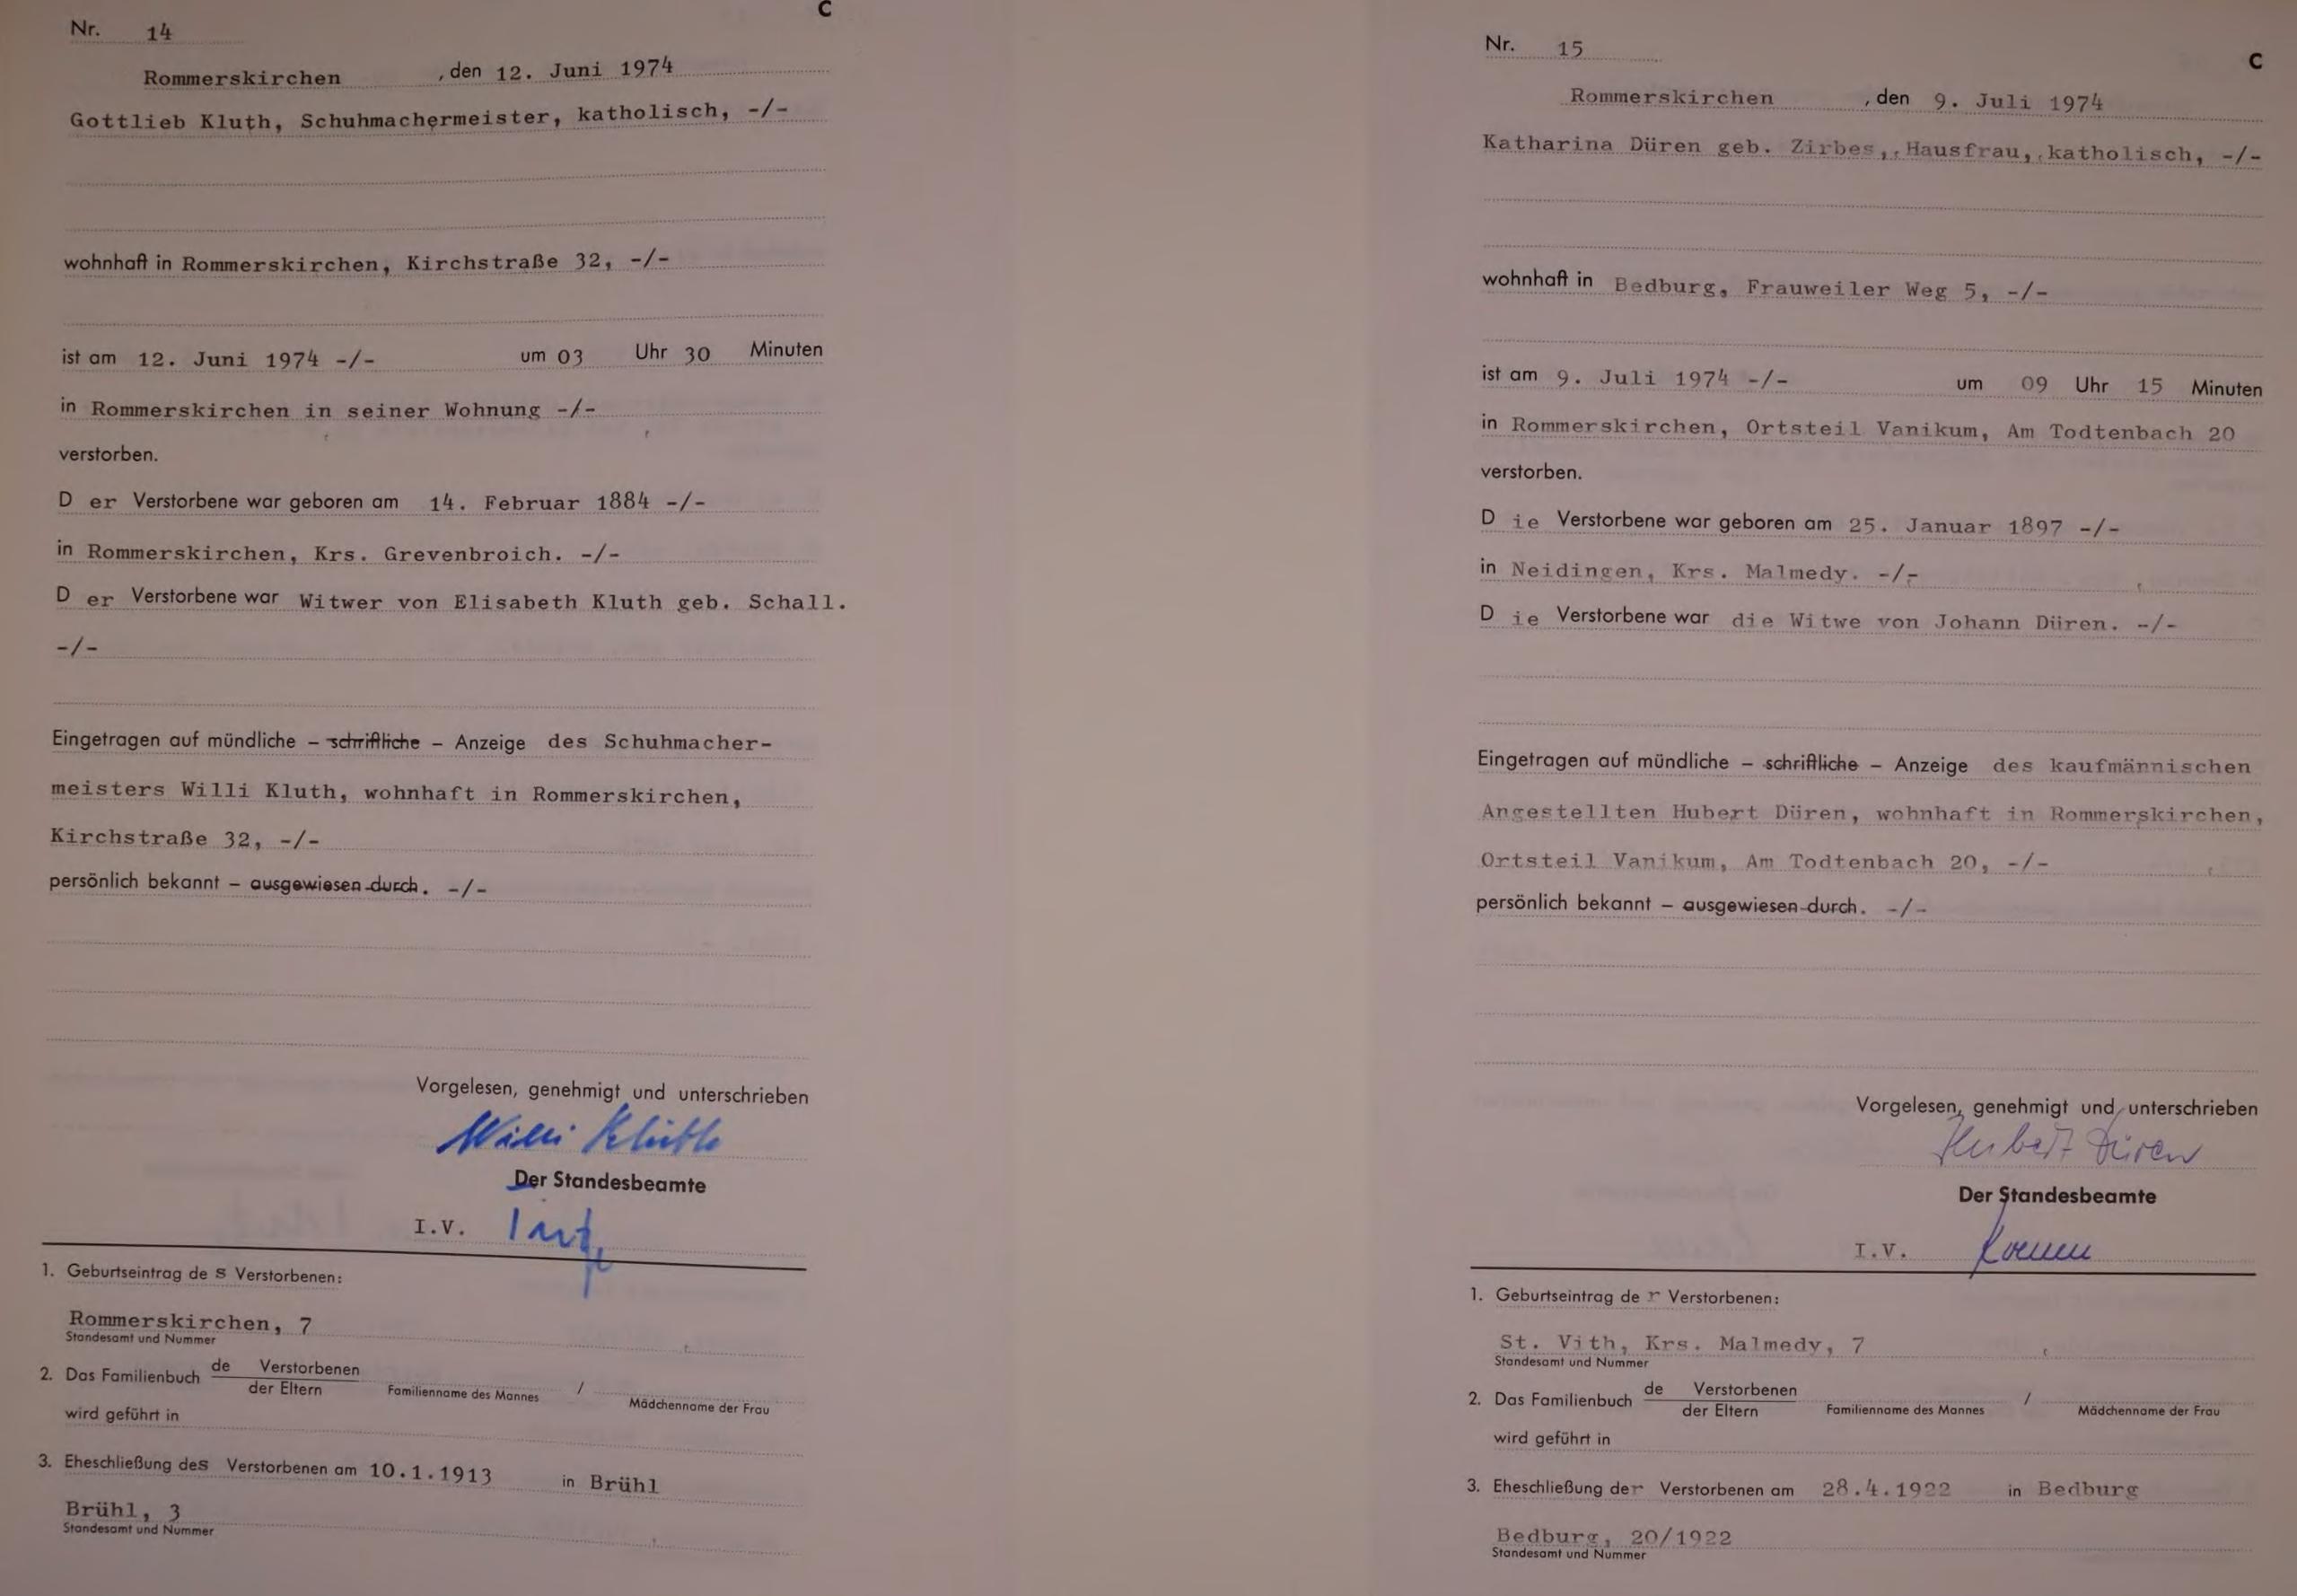 C
Nr. 14
Rommerskirchen , den 12. Juni 1974
Gottlieb Kluth, Schuhmachermeister, katholisch, -/-
wohnhaft in Rommerskirchen, Kirchstraße 32, -/-
ist am 12. Juni 1974 -/- um 03 Uhr 30 Minuten
in Rommerskirchen in seiner Wohnung -/-
verstorben.
D er Verstorbene war geboren am 14. Februar 1884 -/-
in Rommerskirchen, Krs. Grevenbroich. -/-
D er Verstorbene war Witwer von Elisabeth Kluth geb. Schall.
-/-
Eingetragen auf mündliche – schriftliche – Anzeige des Schuhmacher-
meisters Willi Kluth, wohnhaft in Rommerskirchen,
Kirchstraße 32, -/-
persönlich bekannt – ausgewiesen durch. -/-
Vorgelesen, genehmigt und unterschrieben
Willi Kluth
Der Standesbeamte
I.V.
1. Geburtseintrag de s Verstorbenen:
Rommerskirchen, 7
Standesamt und Nummer
2. Das Familienbuch de Verstorbenen
der Eltern Familienname des Mannes / Mädchenname der Frau
wird geführt in
3. Eheschließung des Verstorbenen am 10.1.1913 in Brühl
Brühl, 3
Standesamt und Nummer
Nr. 15
C
Rommerskirchen , den 9. Juli 1974
Katharina Düren geb. Zirbes, Hausfrau, katholisch, -/-
wohnhaft in Bedburg, Frauweiler Weg 5, -/-
ist am 9. Juli 1974 -/- um 09 Uhr 15 Minuten
in Rommerskirchen, Ortsteil Vanikum, Am Todtenbach 20
verstorben.
D ie Verstorbene war geboren am 25. Januar 1897 -/-
in Neidingen, Krs. Malmedy. -/-
D ie Verstorbene war die Witwe von Johann Düren. -/-
Eingetragen auf mündliche – schriftliche – Anzeige des kaufmännischen
Angestellten Hubert Düren, wohnhaft in Rommerskirchen,
Ortsteil Vanikum, Am Todtenbach 20, -/-
persönlich bekannt – ausgewiesen durch. -/-
Vorgelesen, genehmigt und unterschrieben
Hubert Düren
Der Standesbeamte
I.V.
1. Geburtseintrag de r Verstorbenen:
St. Vith, Krs. Malmedy, 7
Standesamt und Nummer
2. Das Familienbuch de Verstorbenen
der Eltern Familienname des Mannes / Mädchenname der Frau
wird geführt in
3. Eheschließung der Verstorbenen am 28.4.1922 in Bedburg
Bedburg, 20/1922
Standesamt und Nummer